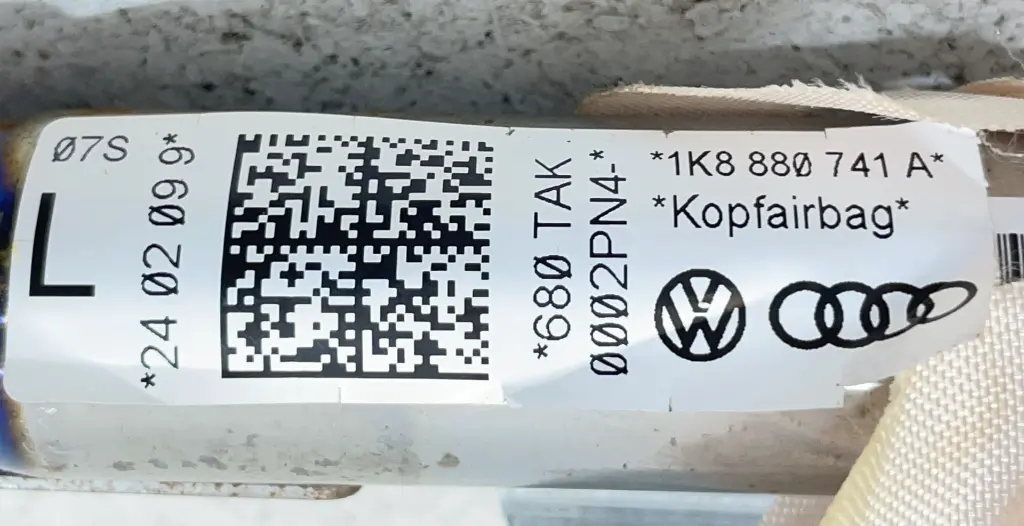 Ø7S
L
*24 Ø2 Ø9 9*
*68Ø TAK
ØØØ2PN4-*
*1K8 88Ø 741 A*
*Kopfairbag*